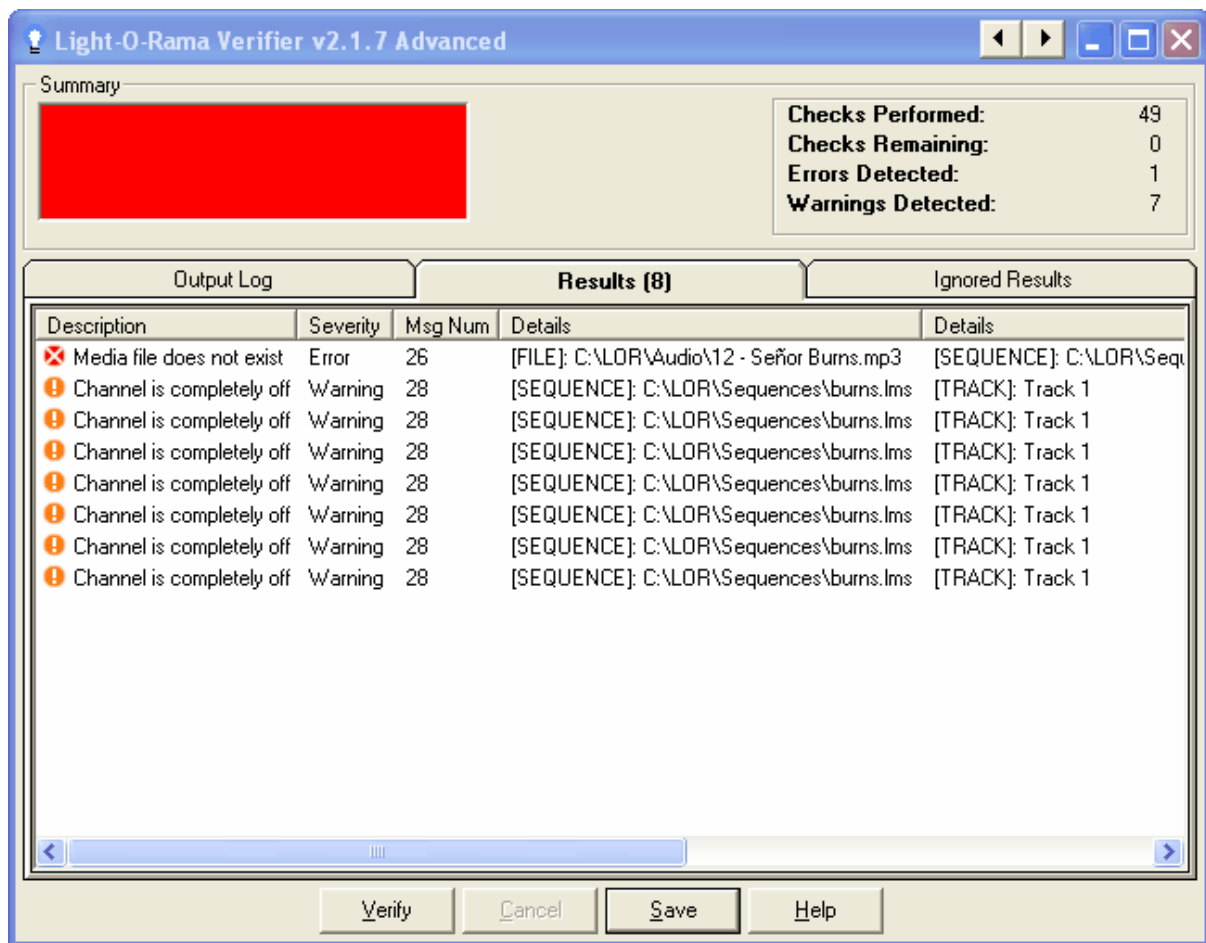 Light-O-Rama Verifier v2.1.7 Advanced
Summary
Checks Performed: 49
Checks Remaining: 0
Errors Detected: 1
Warnings Detected: 7
Output Log Results (8) Ignored Results
Description Severity Msg Num Details Details
Media file does not exist Error 26 [FILE]: C:\LOR\Audio\12 - Señor Burns.mp3 [SEQUENCE]: C:\LOR\Sequ
Channel is completely off Warning 28 [SEQUENCE]: C:\LOR\Sequences\burns.lms [TRACK]: Track 1
Channel is completely off Warning 28 [SEQUENCE]: C:\LOR\Sequences\burns.lms [TRACK]: Track 1
Channel is completely off Warning 28 [SEQUENCE]: C:\LOR\Sequences\burns.lms [TRACK]: Track 1
Channel is completely off Warning 28 [SEQUENCE]: C:\LOR\Sequences\burns.lms [TRACK]: Track 1
Channel is completely off Warning 28 [SEQUENCE]: C:\LOR\Sequences\burns.lms [TRACK]: Track 1
Channel is completely off Warning 28 [SEQUENCE]: C:\LOR\Sequences\burns.lms [TRACK]: Track 1
Channel is completely off Warning 28 [SEQUENCE]: C:\LOR\Sequences\burns.lms [TRACK]: Track 1
Verify Cancel Save Help